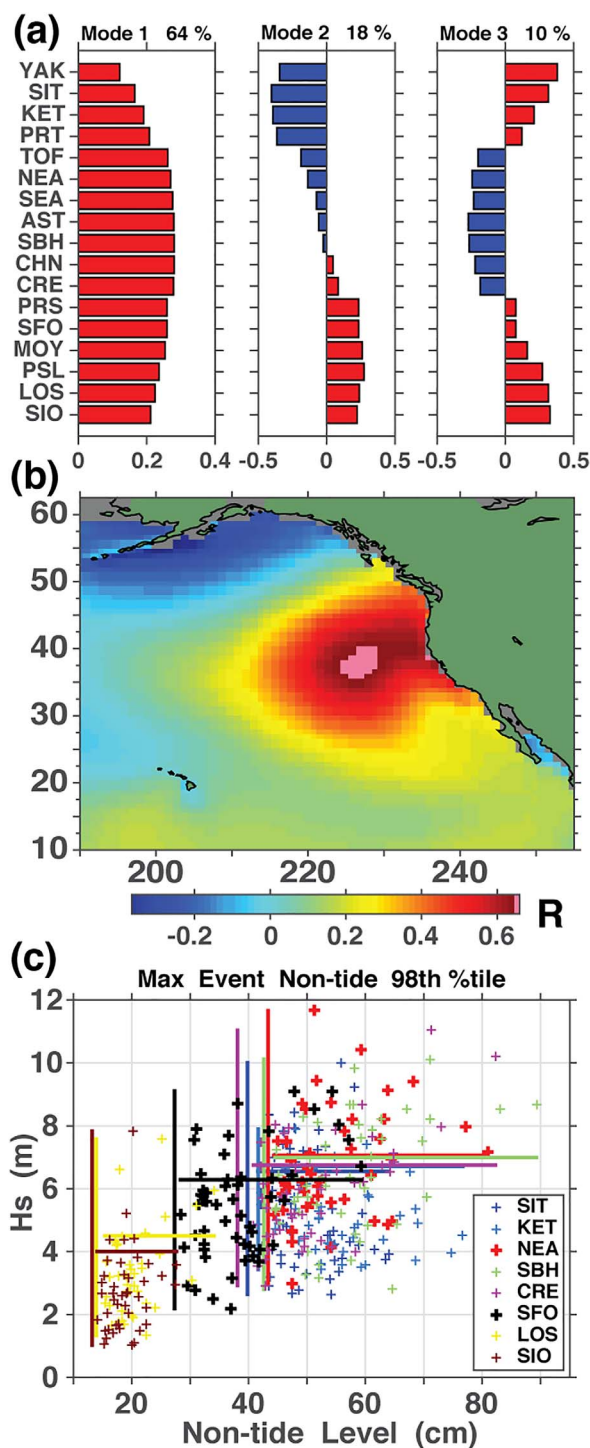 (a) Mode 1 64 % Mode 2 18 % Mode 3 10 %
YAK
SIT
KET
PRT
TOF
NEA
SEA
AST
SBH
CHN
CRE
PRS
SFO
MOY
PSL
LOS
SIO
0 0.2 0.4 -0.5 0 0.5 -0.5 0 0.5
(b)
60
50
40
30
20
10
200 220 240
-0.2 0 0.2 0.4 0.6 R
(c)
Max Event Non-tide 98th %tile
12
10
8
6
4
2
0
Hs (m)
SIT
KET
NEA
SBH
CRE
SFO
LOS
SIO
20 40 60 80
Non-tide Level (cm)